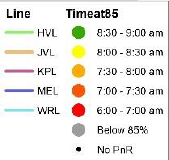 Line Timeat85
HVL 8:30 - 9:00 am
JVL 8:00 - 8:30 am
KPL 7:30 - 8:00 am
MEL 7:00 - 7:30 am
WRL 6:00 - 7:00 am
Below 85%
No PnR